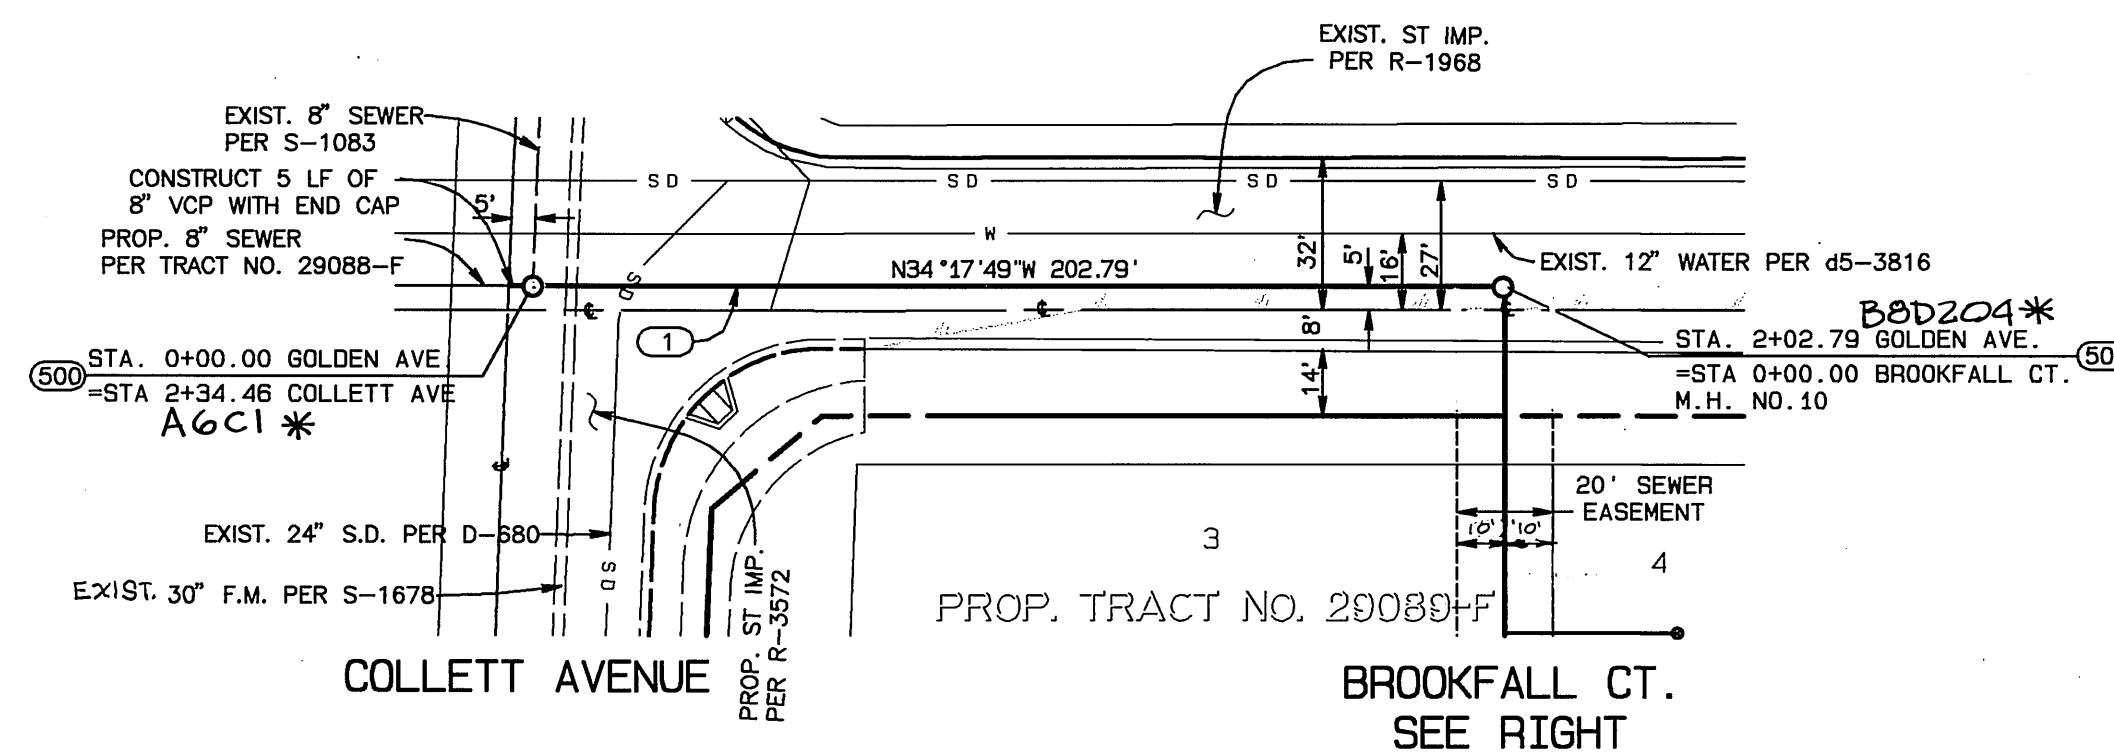 EXIST. ST IMP.
PER R-1968
EXIST. 8" SEWER
PER S-1083
CONSTRUCT 5 LF OF
8" VCP WITH END CAP
5'
PROP. 8" SEWER
PER TRACT NO. 29088-F
SD SD SD SD
W
N34°17'49"W 202.79'
32' 5' 16' 27'
EXIST. 12" WATER PER d5-3816
SD
℄ ℄ ℄
B8D204*
1
8'
STA. 2+02.79 GOLDEN AVE.
=STA 0+00.00 BROOKFALL CT.
M.H. NO.10
50
500
STA. 0+00.00 GOLDEN AVE.
=STA 2+34.46 COLLETT AVE
A6C1 *
14'
℄
20' SEWER
EASEMENT
10' 10'
EXIST. 24" S.D. PER D-680
SD
EXIST. 30" F.M. PER S-1678
3
4
PROP. TRACT NO. 29089-F
PROP. ST IMP.
PER R-3572
COLLETT AVENUE
BROOKFALL CT.
SEE RIGHT